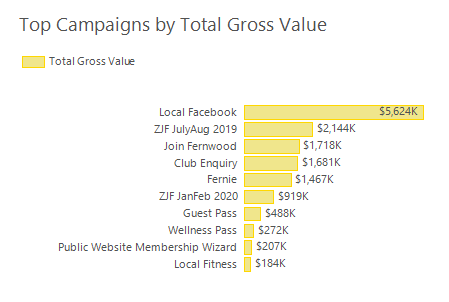 Top Campaigns by Total Gross Value
Total Gross Value
Local Facebook $5,624K
ZJF JulyAug 2019 $2,144K
Join Fernwood $1,718K
Club Enquiry $1,681K
Fernie $1,467K
ZJF JanFeb 2020 $919K
Guest Pass $488K
Wellness Pass $272K
Public Website Membership Wizard $207K
Local Fitness $184K